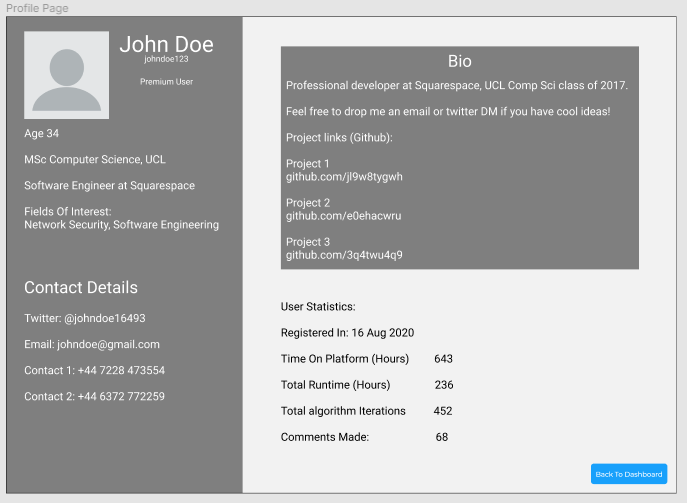 Profile Page
John Doe
johndoe123
Premium User
Age 34
MSc Computer Science, UCL
Software Engineer at Squarespace
Fields Of Interest:
Network Security, Software Engineering
Contact Details
Twitter: @johndoe16493
Email: johndoe@gmail.com
Contact 1: +44 7228 473554
Contact 2: +44 6372 772259
Bio
Professional developer at Squarespace, UCL Comp Sci class of 2017.
Feel free to drop me an email or twitter DM if you have cool ideas!
Project links (Github):
Project 1
github.com/jl9w8tygwh
Project 2
github.com/e0ehacwru
Project 3
github.com/3q4twu4q9
User Statistics:
Registered In: 16 Aug 2020
Time On Platform (Hours) 643
Total Runtime (Hours) 236
Total algorithm Iterations 452
Comments Made: 68
Back To Dashboard